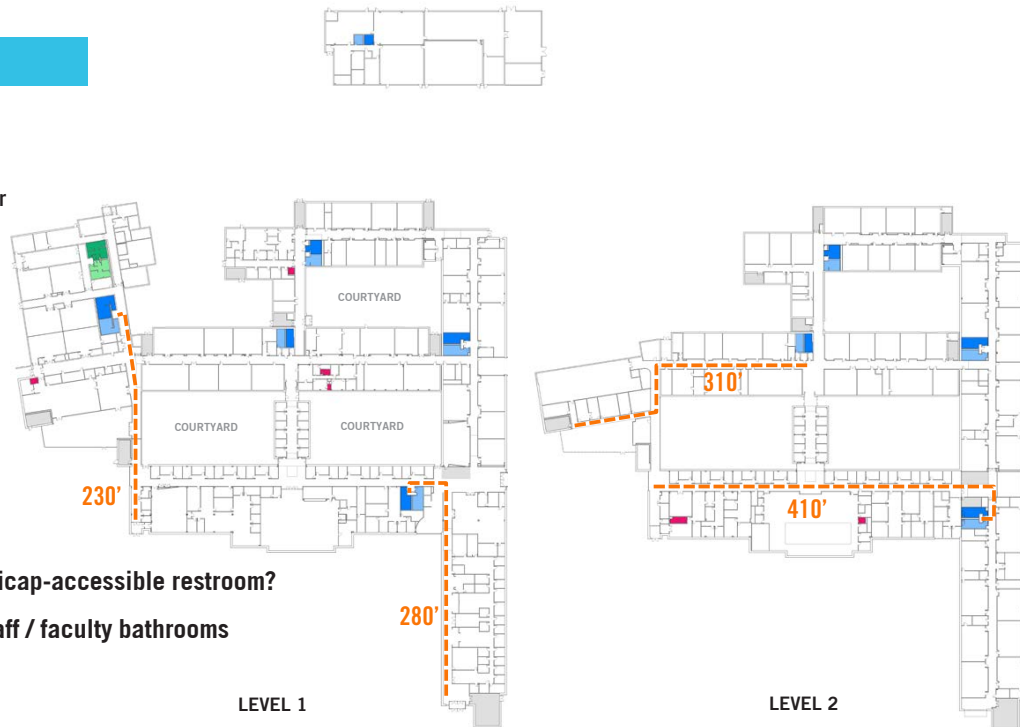 r
COURTYARD
COURTYARD
COURTYARD
230’
280’
310’
410’
icap-accessible restroom?
aff / faculty bathrooms
LEVEL 1
LEVEL 2